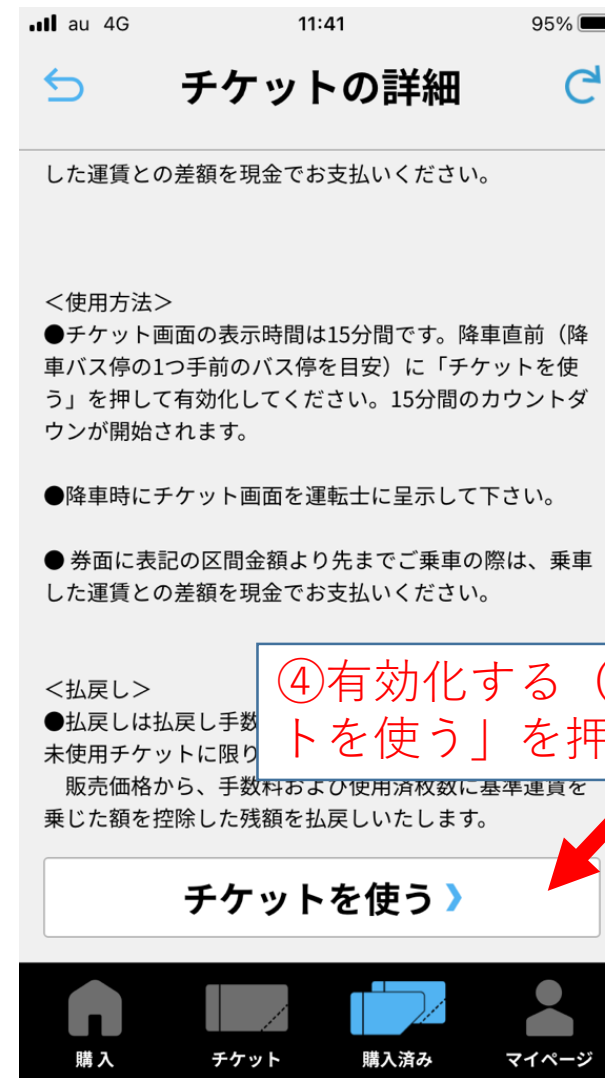 au 4G 11:41 95%
チケットの詳細
した運賃との差額を現金でお支払いください。
＜使用方法＞
●チケット画面の表示時間は15分間です。降車直前（降
車バス停の1つ手前のバス停を目安）に「チケットを使
う」を押して有効化してください。15分間のカウントダ
ウンが開始されます。
●降車時にチケット画面を運転士に呈示して下さい。
● 券面に表記の区間金額より先までご乗車の際は、乗車
した運賃との差額を現金でお支払いください。
＜払戻し＞
●払戻しは払戻し手数
未使用チケットに限り
販売価格から、手数料および使用済枚数に基準運賃を
乗じた額を控除した残額を払戻しいたします。
④有効化する（
トを使う」を押
チケットを使う
購入 チケット 購入済み マイページ